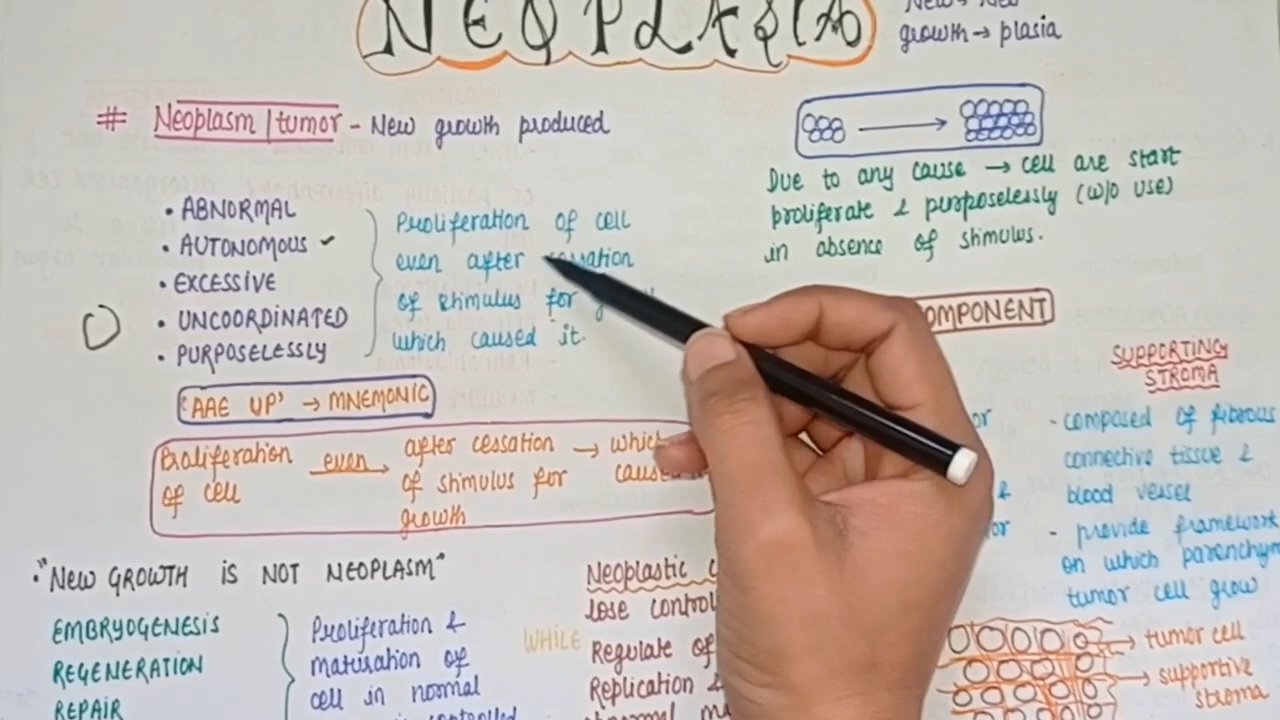 NEOPLASIA
growth → plasia
# Neoplasm/tumor - New growth produced
• ABNORMAL
• AUTONOMOUS
• EXCESSIVE
• UNCOORDINATED
• PURPOSELESSLY
Proliferation of cell
even after
of stimulus for
which caused it.
'AAE UP' → MNEMONIC
Proliferation of cell even → after cessation of stimulus for growth → which
Due to any cause → cell are start
proliferate & purposelessly (w/o USE)
in absence of stimulus.
SUPPORTING
STROMA
- composed of fibrous
connective tissue &
blood vessel
- provide framework
on which parenchym
tumor cell grow
→ tumor cell
→ supportive
stroma
• "NEW GROWTH IS NOT NEOPLASM"
EMBRYOGENESIS
REGENERATION
REPAIR
Proliferation &
maturation of
cell in normal
controlled
WHILE
Neoplastic
lose control
Regulate of
Replication &